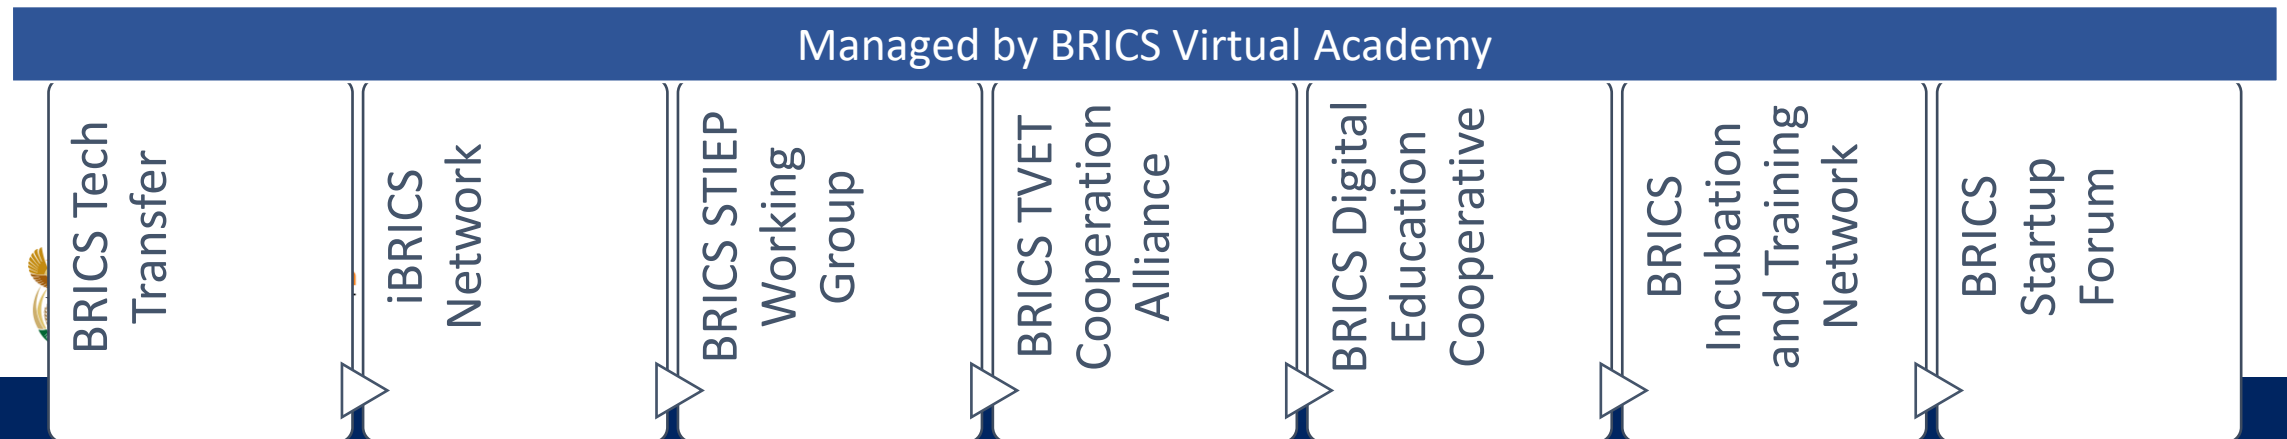 Managed by BRICS Virtual Academy
BRICS Tech
Transfer
iBRICS
Network
BRICS STIEP
Working
Group
BRICS TVET
Cooperation
Alliance
BRICS Digital
Education
Cooperative
BRICS
Incubation
and Training
Network
BRICS
Startup
Forum